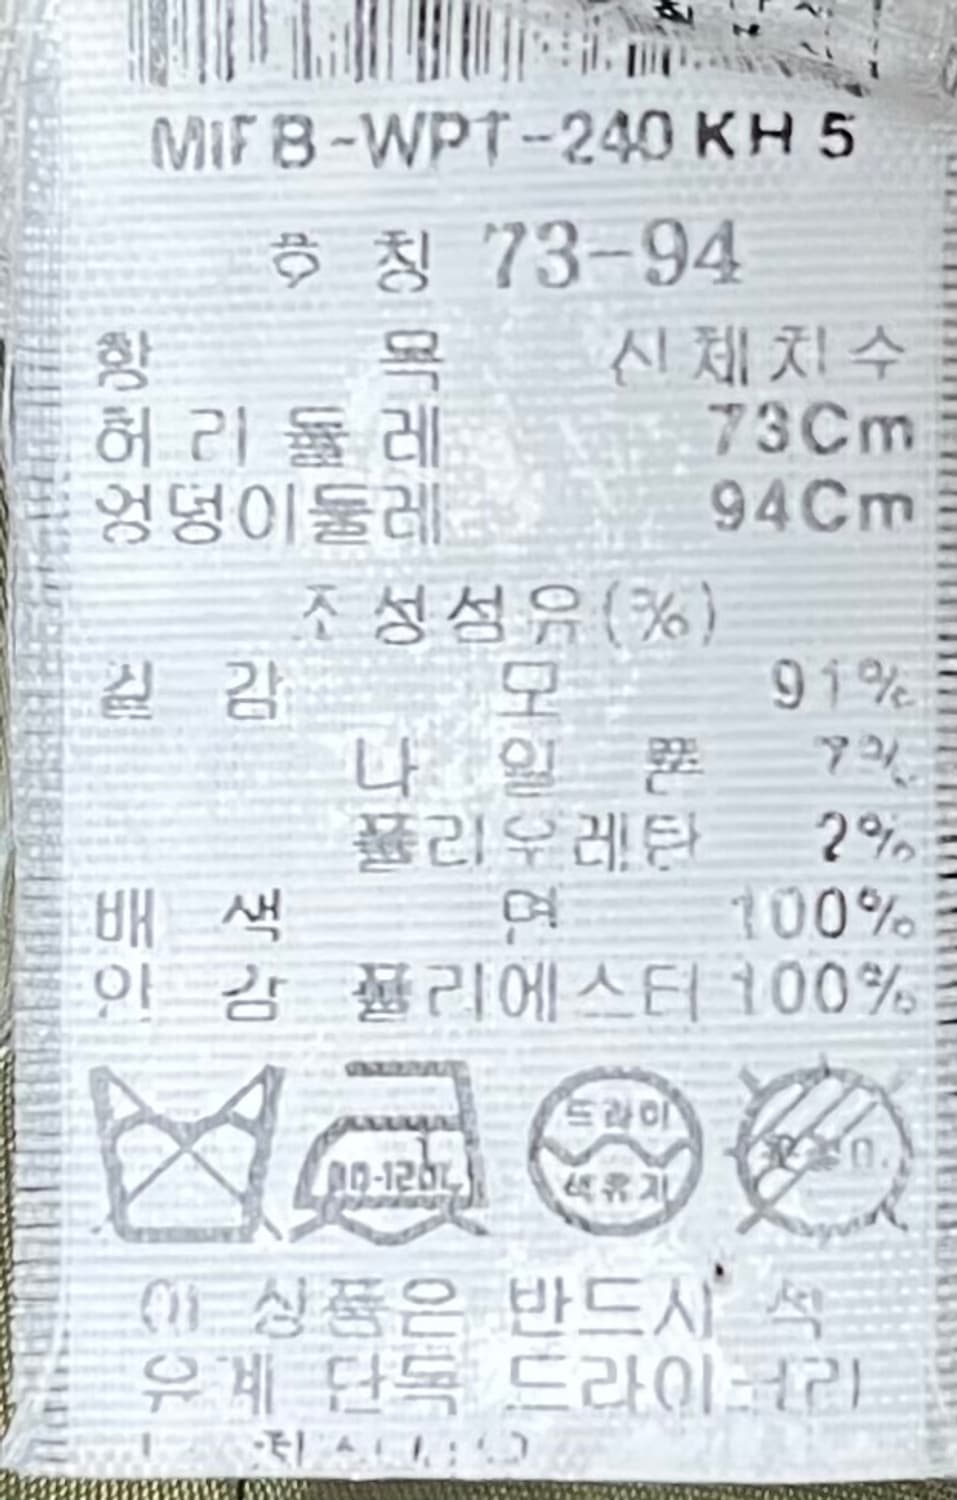 MIFB-WPT-240 KH 5
호 칭 73-94
항 목 신체치수
허리둘레 73Cm
엉덩이둘레 94Cm
조성섬유(%)
겉감 모 91%
나일론 7%
폴리우레탄 2%
배색 면 100%
안감 폴리에스터 100%
드라이
석유계
이 상품은 반드시 석
유계 단독 드라이크리